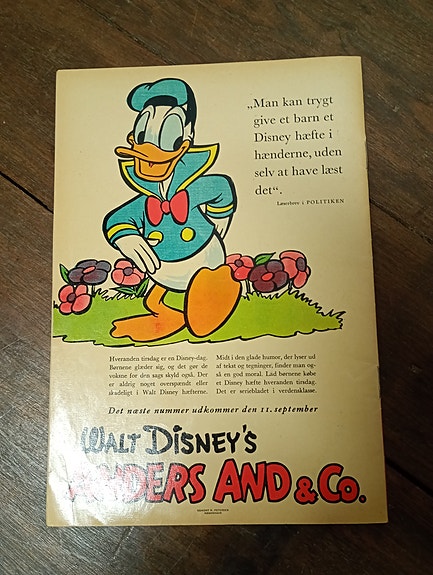 „Man kan trygt
give et barn et
Disney hæfte i
hænderne, uden
selv at have læst
det“.
Læserbrev i POLITIKEN
Hveranden tirsdag er en Disney-dag.
Børnene glæder sig, og det gør de
voksne for den sags skyld også. Der
er aldrig noget overspændt eller
skadeligt i Walt Disney hæfterne.
Midt i den glade humor, der lyser ud
af tekst og tegninger, finder man og-
så en god moral. Lad børnene købe
et Disney hæfte hveranden tirsdag.
Det er seriebladet i verdensklasse.
Det næste nummer udkommer den 11. september
WALT DISNEY'S
ANDERS AND & Co.